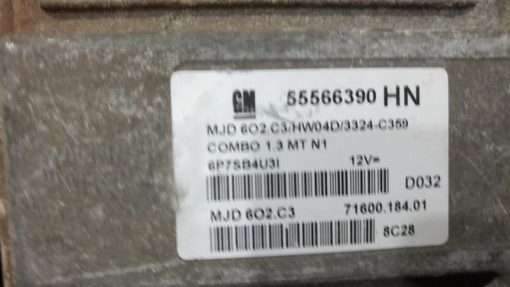 GM 55566390 HN
MJD 6O2.C3/HW04D/3324-C359
COMBO 1.3 MT N1
6P7SB4U3I 12V=
D032
MJD 6O2.C3 71600.184.01
8C28